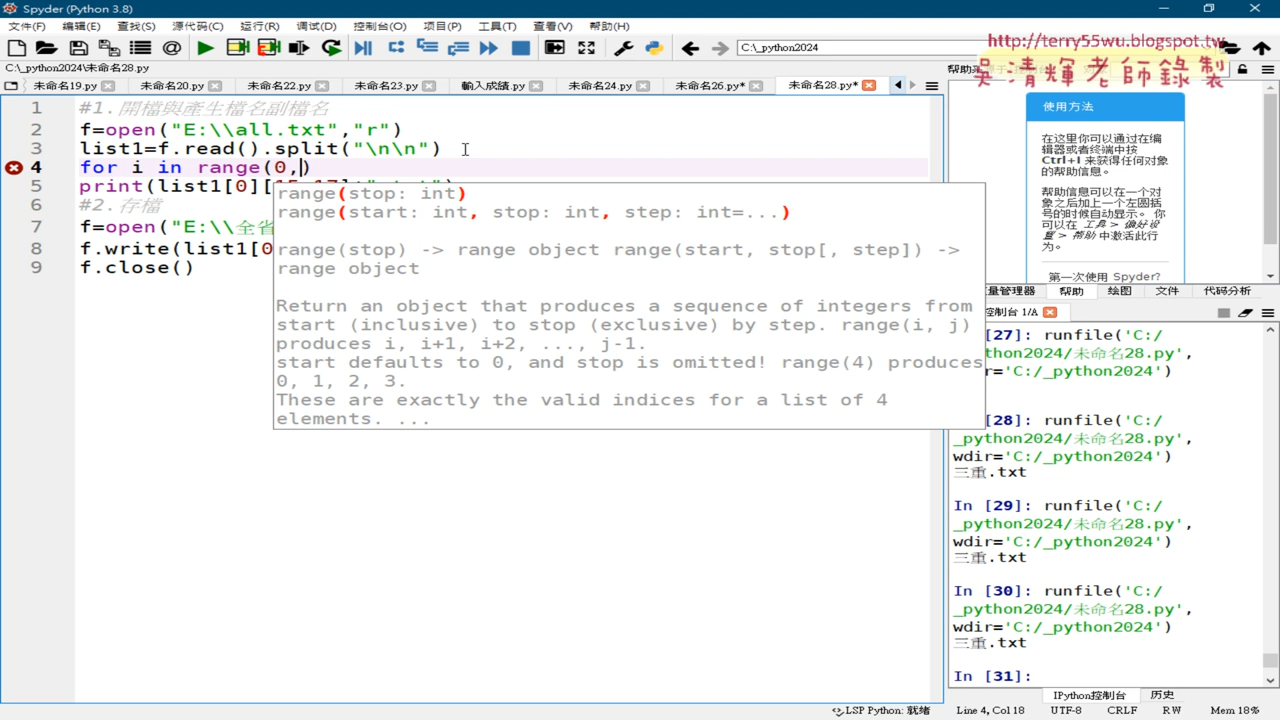 Spyder (Python 3.8)
文件(F) 编辑(E) 查找(S) 源代码(C) 运行(R) 调试(D) 控制台(O) 项目(P) 工具(T) 查看(V) 帮助(H)
C:\_python2024
http://terry55wu.blogspot.tw
吳清輝老師錄製
C:\_python2024\未命名28.py
未命名19.py 未命名20.py 未命名22.py 未命名23.py 輸入成績.py 未命名24.py 未命名26.py* 未命名28.py*
1 #1.開檔與產生檔名副檔名
2 f=open("E:\\all.txt","r")
3 list1=f.read().split("\n\n")
4 for i in range(0,)
5 print(list1[0][
6 #2.存檔
7 f=open("E:\\全省
8 f.write(list1[0
9 f.close()
range(stop: int)
range(start: int, stop: int, step: int=...)
range(stop) -> range object range(start, stop[, step]) ->
range object
Return an object that produces a sequence of integers from
start (inclusive) to stop (exclusive) by step. range(i, j)
produces i, i+1, i+2, ..., j-1.
start defaults to 0, and stop is omitted! range(4) produces
0, 1, 2, 3.
These are exactly the valid indices for a list of 4
elements. ...
使用方法
在这里你可以通过在编
辑器或者终端中按
Ctrl+I 来获得任何对象
的帮助信息。
帮助信息可以在一个对
象之后加上一个左圆括
号的时候自动显示。 你
可以在 工具 > 偏好设
置 > 帮助 中激活此行
为。
第一次使用 Spyder?
量管理器 帮助 绘图 文件 代码分析
控制台 1/A
[27]: runfile('C:/
thon2024/未命名28.py',
r='C:/_python2024')
[28]: runfile('C:/
_python2024/未命名28.py',
wdir='C:/_python2024')
三重.txt
In [29]: runfile('C:/
_python2024/未命名28.py',
wdir='C:/_python2024')
三重.txt
In [30]: runfile('C:/
_python2024/未命名28.py',
wdir='C:/_python2024')
三重.txt
In [31]:
IPython控制台 历史
LSP Python: 就绪 Line 4, Col 18 UTF-8 CRLF RW Mem 18%